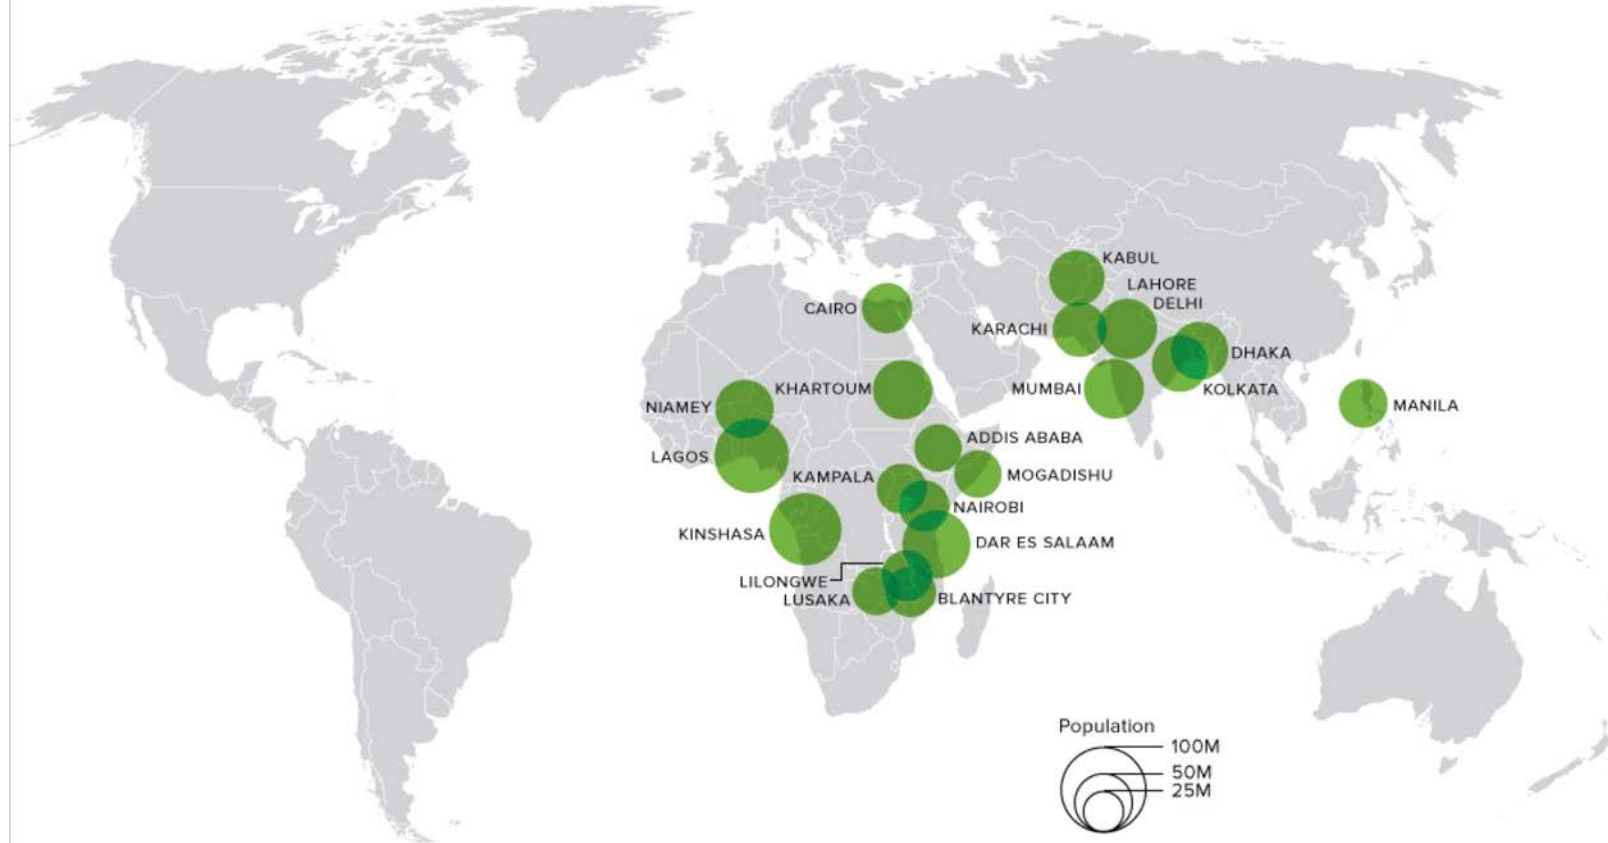 KABUL
LAHORE
DELHI
CAIRO
KARACHI
DHAKA
MUMBAI
KOLKATA
KHARTOUM
MANILA
NIAMEY
ADDIS ABABA
LAGOS
KAMPALA
MOGADISHU
NAIROBI
KINSHASA
DAR ES SALAAM
LILONGWE
LUSAKA
BLANTYRE CITY
Population
100M
50M
25M